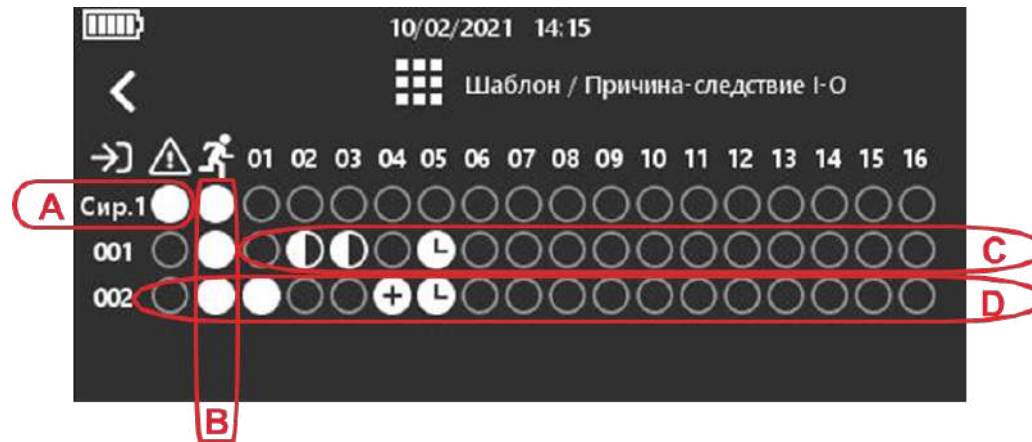 10/02/2021 14:15
Шаблон / Причина-следствие I-O
01 02 03 04 05 06 07 08 09 10 11 12 13 14 15 16
A Сир.1
001 C
002 + D
B